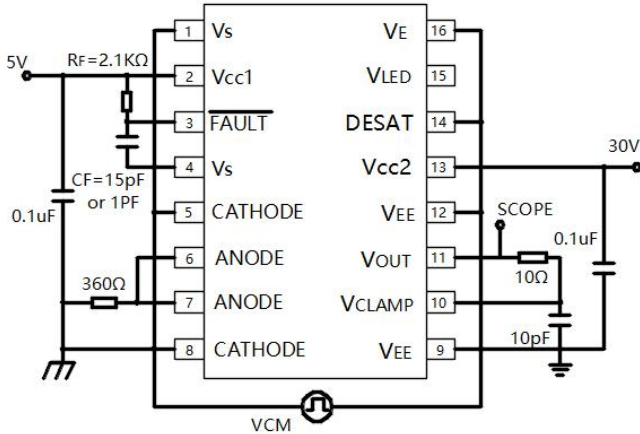 1 Vs VE 16
5V RF=2.1KΩ
2 Vcc1 VLED 15
3 FAULT DESAT 14
30V
4 Vs Vcc2 13
CF=15pF
or 1PF
0.1uF
5 CATHODE VEE 12
SCOPE
0.1uF
6 ANODE VOUT 11
360Ω
10Ω
7 ANODE VCLAMP 10
10pF
8 CATHODE VEE 9
VCM